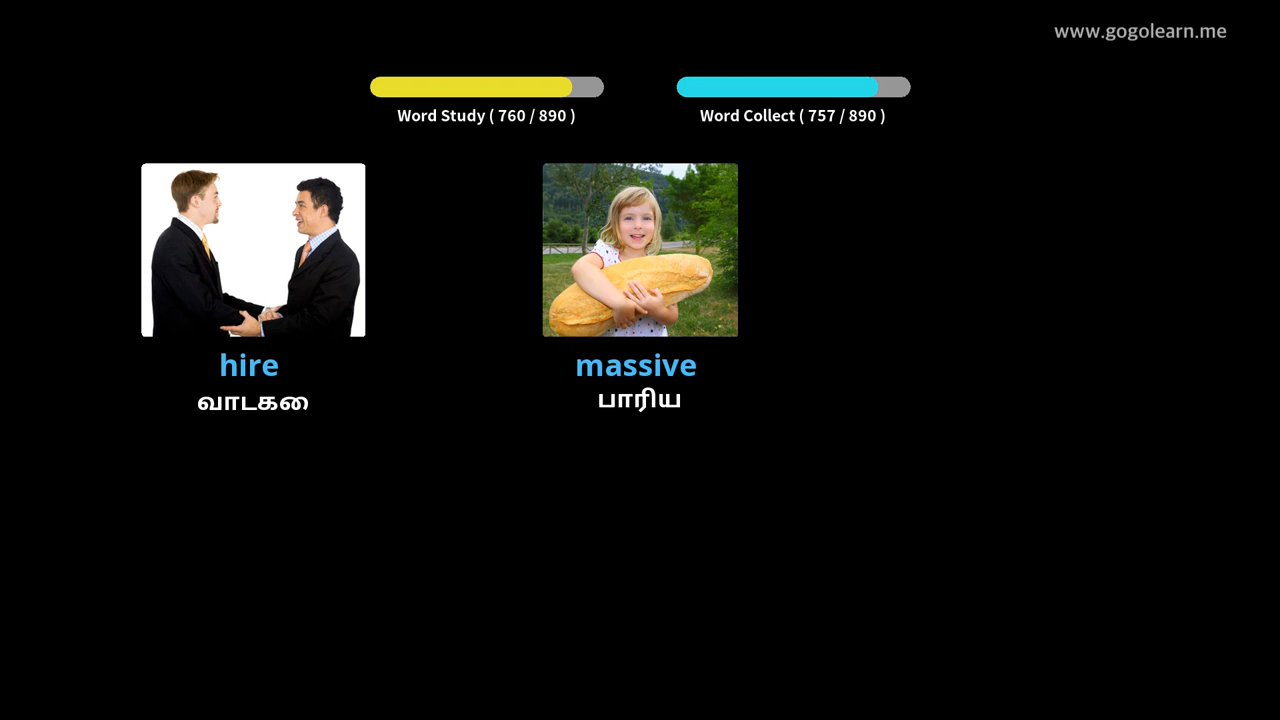 www.gogolearn.me
Word Study ( 760 / 890 )
Word Collect ( 757 / 890 )
hire
வாடகை
massive
பாரிய